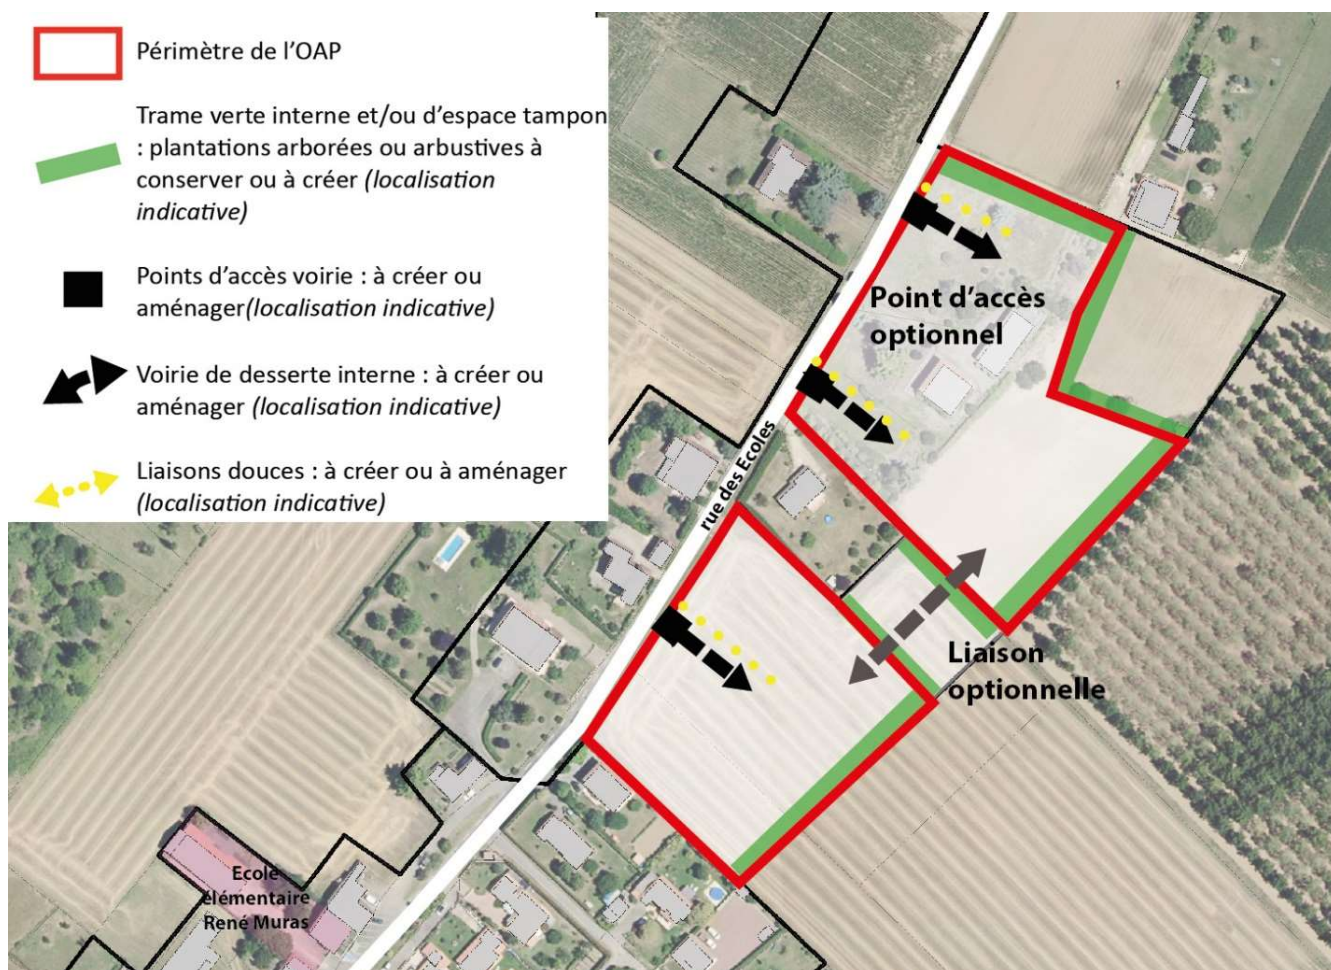 Périmètre de l'OAP
Trame verte interne et/ou d'espace tampon
: plantations arborées ou arbustives à
conserver ou à créer (localisation
indicative)
Points d'accès voirie : à créer ou
aménager(localisation indicative)
Voirie de desserte interne : à créer ou
aménager (localisation indicative)
Liaisons douces : à créer ou à aménager
(localisation indicative)
Point d'accès
optionnel
rue des Ecoles
Liaison
optionnelle
Ecole
élémentaire
René Muras